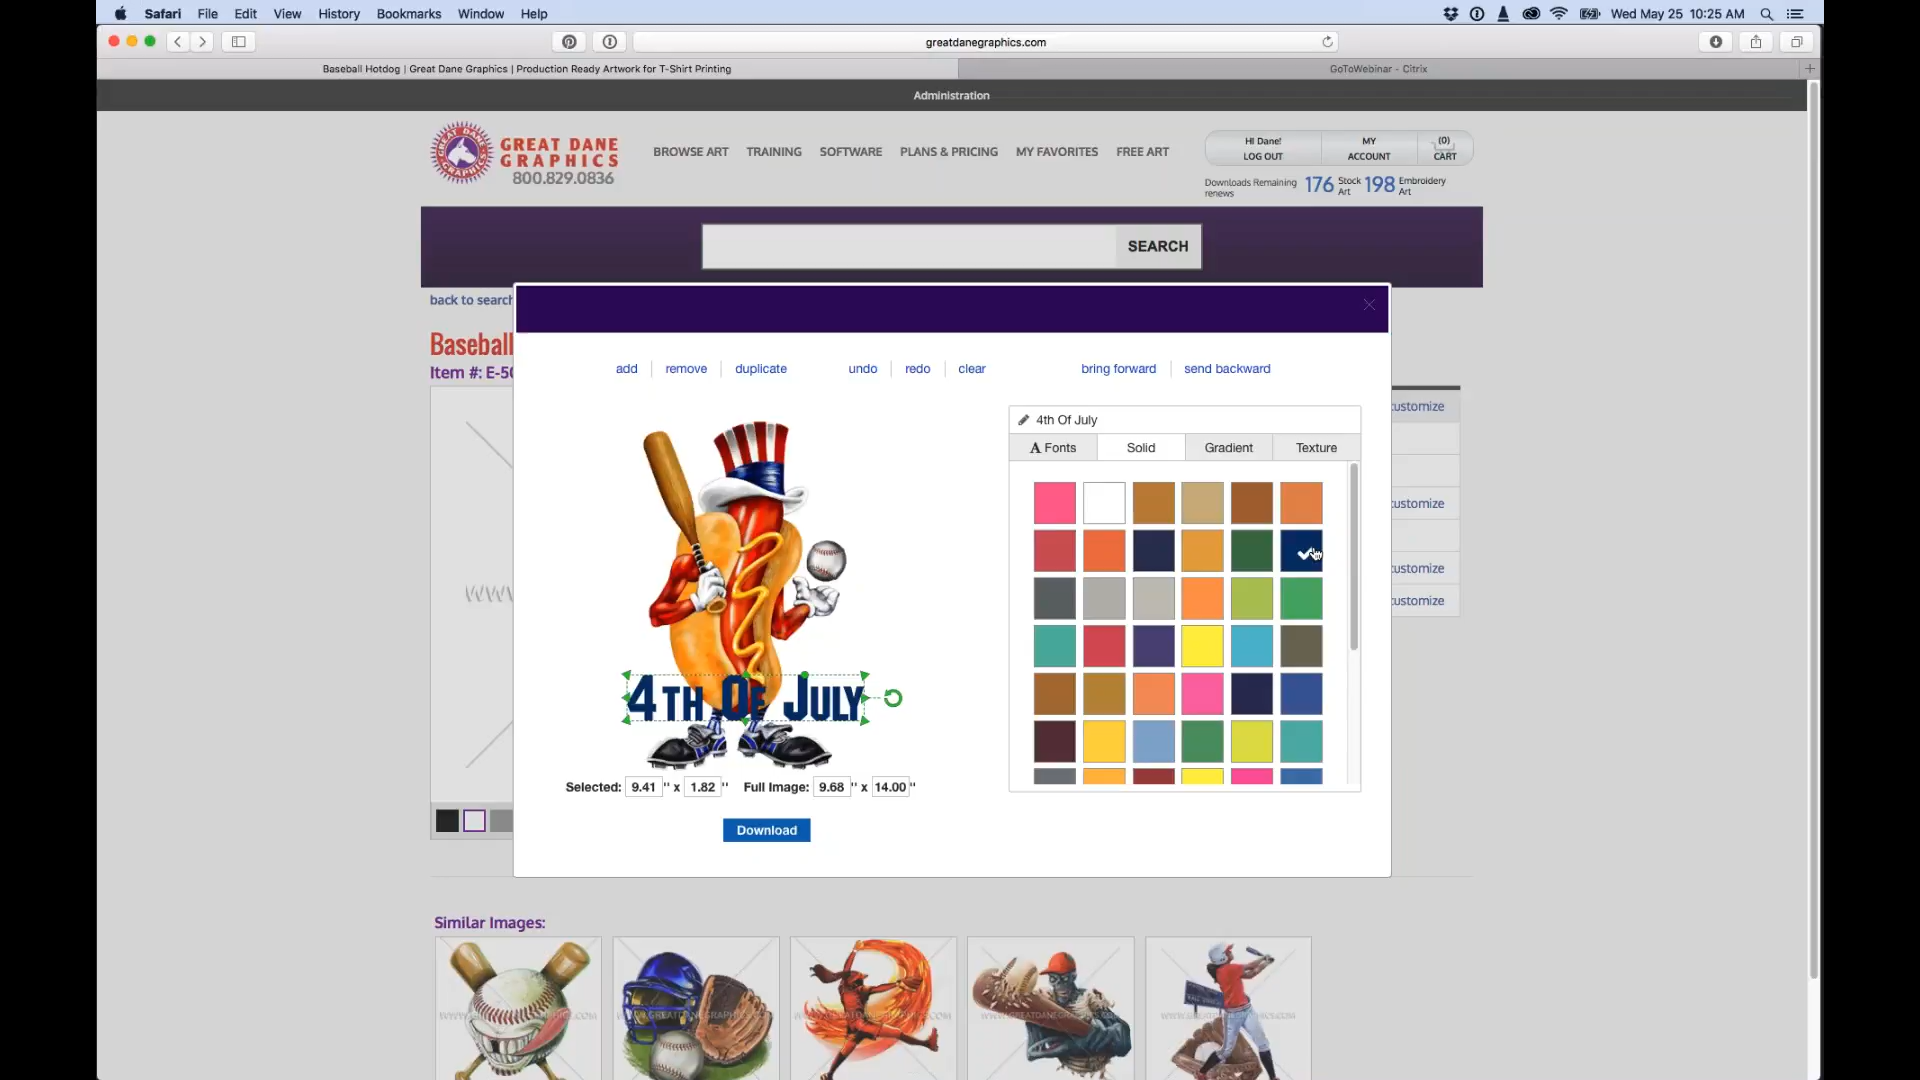 Safari File Edit View History Bookmarks Window Help Wed May 25 10:25 AM
greatdanegraphics.com
Baseball Hotdog | Great Dane Graphics | Production Ready Artwork for T-Shirt Printing GoToWebinar - Citrix
Administration
GREAT DANE
GRAPHICS
800.829.0836
BROWSE ART TRAINING SOFTWARE PLANS & PRICING MY FAVORITES FREE ART
Hi Dane!
LOG OUT
MY
ACCOUNT
(0)
CART
Downloads Remaining
renews
176 Stock Art 198 Embroidery Art
SEARCH
back to search
Baseball
Item #: E-50
add remove duplicate undo redo clear bring forward send backward
4th Of July
A Fonts Solid Gradient Texture
customize
customize
customize
customize
4TH OF JULY
Selected: 9.41 " x 1.82 " Full Image: 9.68 " x 14.00 "
Download
Similar Images: